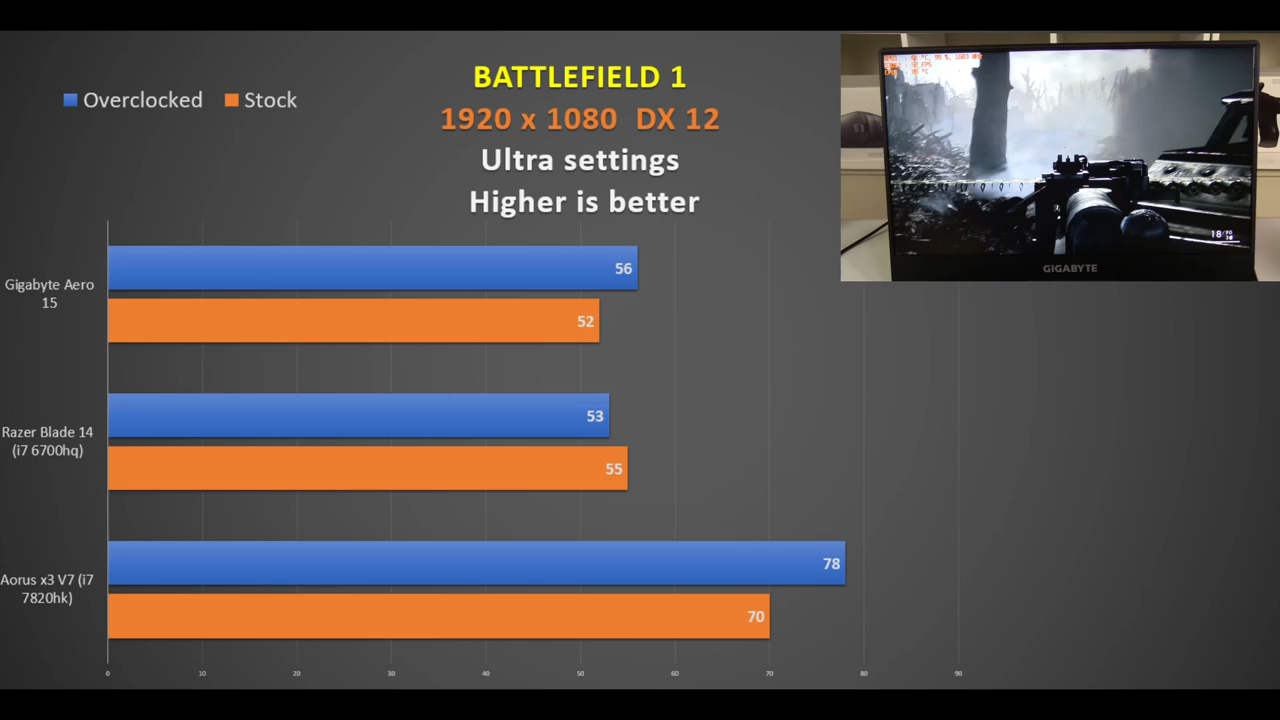 BATTLEFIELD 1
1920 x 1080 DX 12
Ultra settings
Higher is better
Overclocked
Stock
Gigabyte Aero
15
56
52
Razer Blade 14
(i7 6700hq)
53
55
Aorus x3 V7 (i7
7820hk)
78
70
0 10 20 30 40 50 60 70 80 90
GIGABYTE
18